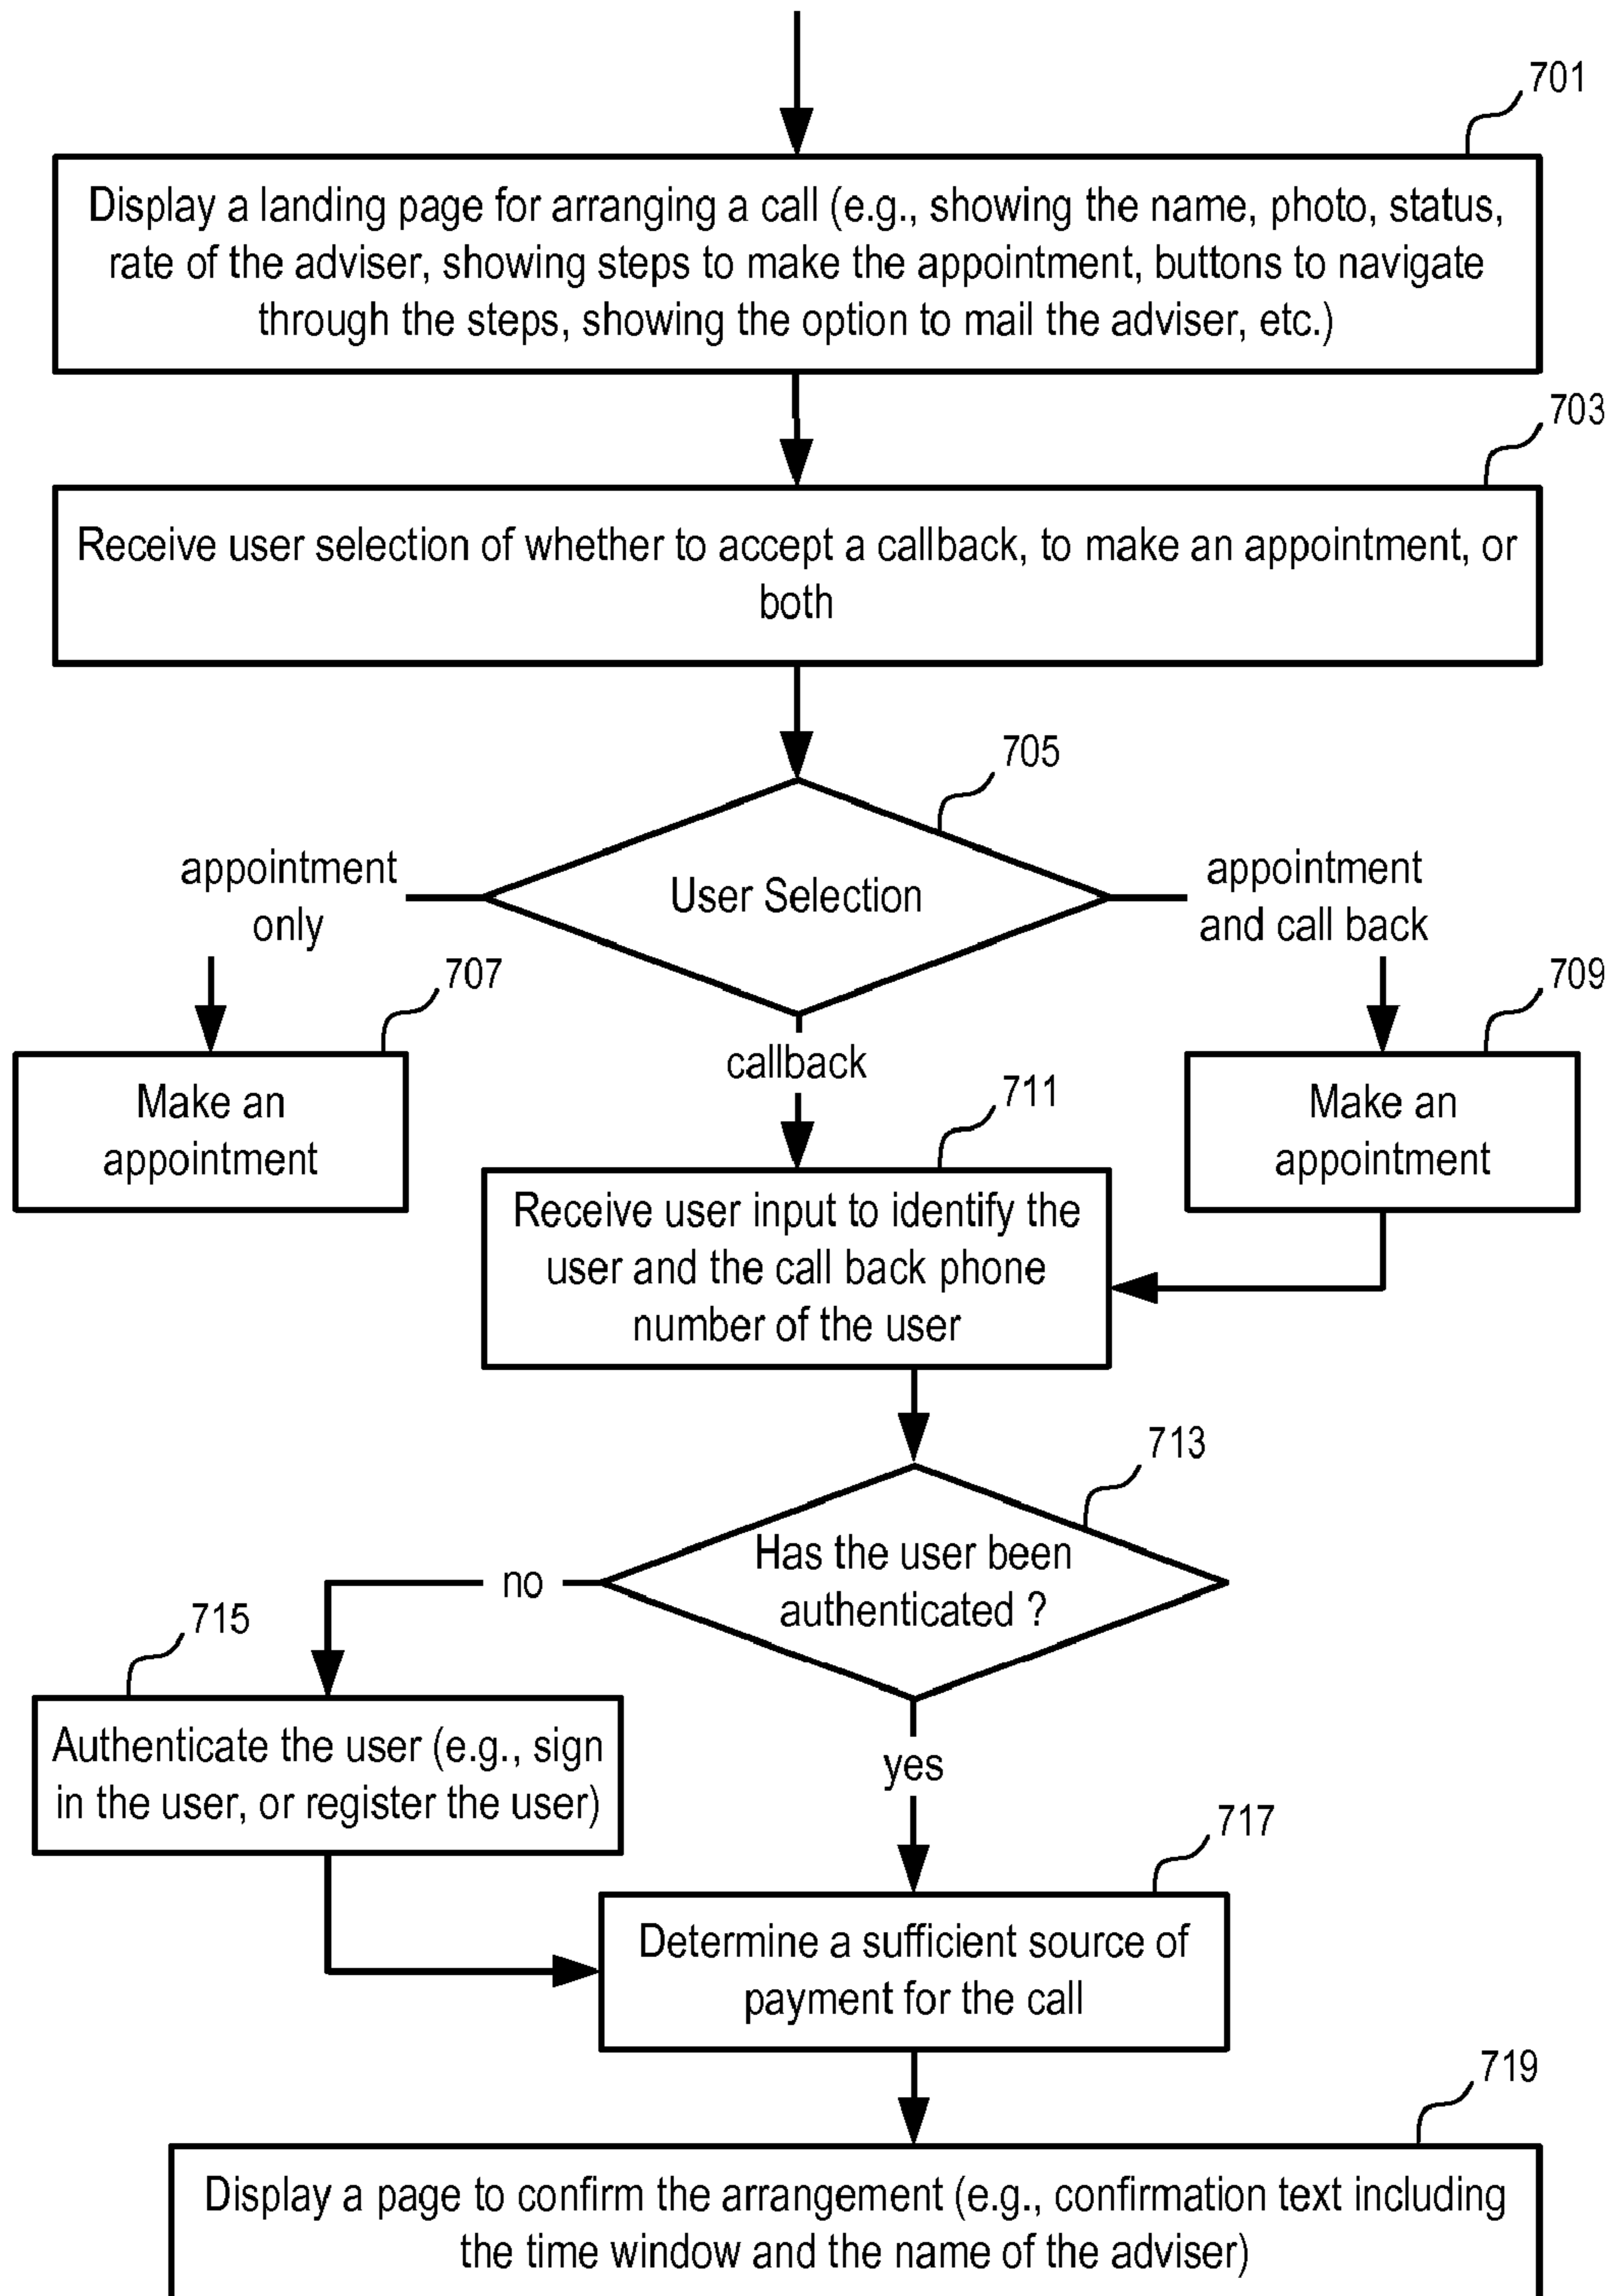 701
Display a landing page for arranging a call (e.g., showing the name, photo, status,
rate of the adviser, showing steps to make the appointment, buttons to navigate
through the steps, showing the option to mail the adviser, etc.)
703
Receive user selection of whether to accept a callback, to make an appointment, or
both
705
User Selection
appointment
only
appointment
and call back
707
Make an
appointment
709
Make an
appointment
callback
711
Receive user input to identify the
user and the call back phone
number of the user
713
Has the user been
authenticated ?
no
715
Authenticate the user (e.g., sign
in the user, or register the user)
yes
717
Determine a sufficient source of
payment for the call
719
Display a page to confirm the arrangement (e.g., confirmation text including
the time window and the name of the adviser)